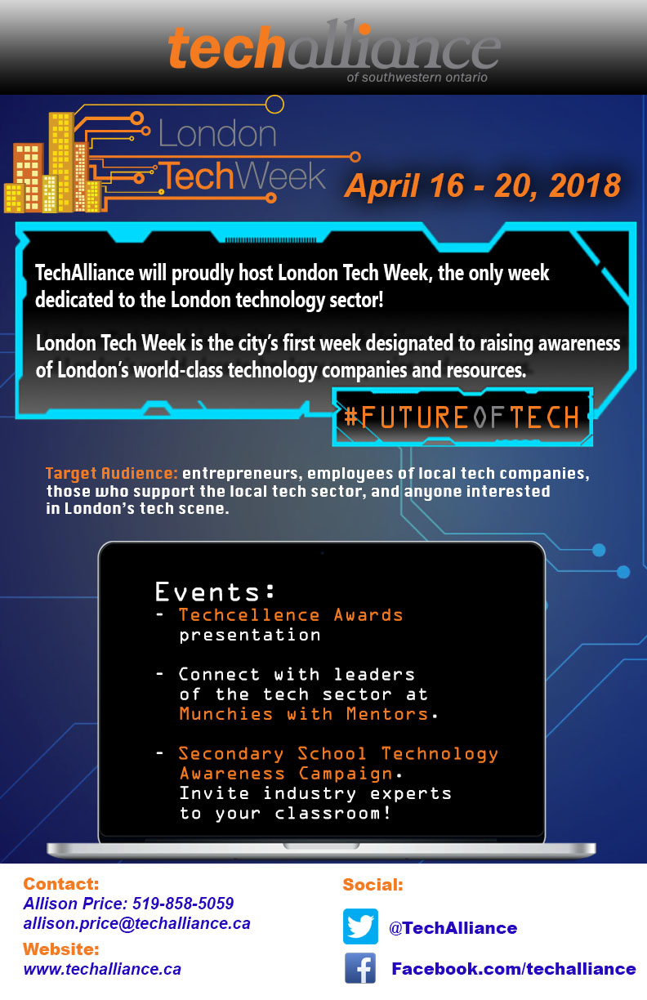 techalliance
of southwestern ontario
London
TechWeek
April 16 - 20, 2018
TechAlliance will proudly host London Tech Week, the only week
dedicated to the London technology sector!
London Tech Week is the city’s first week designated to raising awareness
of London’s world-class technology companies and resources.
#FUTUREOFTECH
Target Audience: entrepreneurs, employees of local tech companies,
those who support the local tech sector, and anyone interested
in London’s tech scene.
Events:
- Techcellence Awards
presentation
- Connect with leaders
of the tech sector at
Munchies with Mentors.
- Secondary School Technology
Awareness Campaign.
Invite industry experts
to your classroom!
Contact:
Allison Price: 519-858-5059
allison.price@techalliance.ca
Website:
www.techalliance.ca
Social:
@TechAlliance
Facebook.com/techalliance